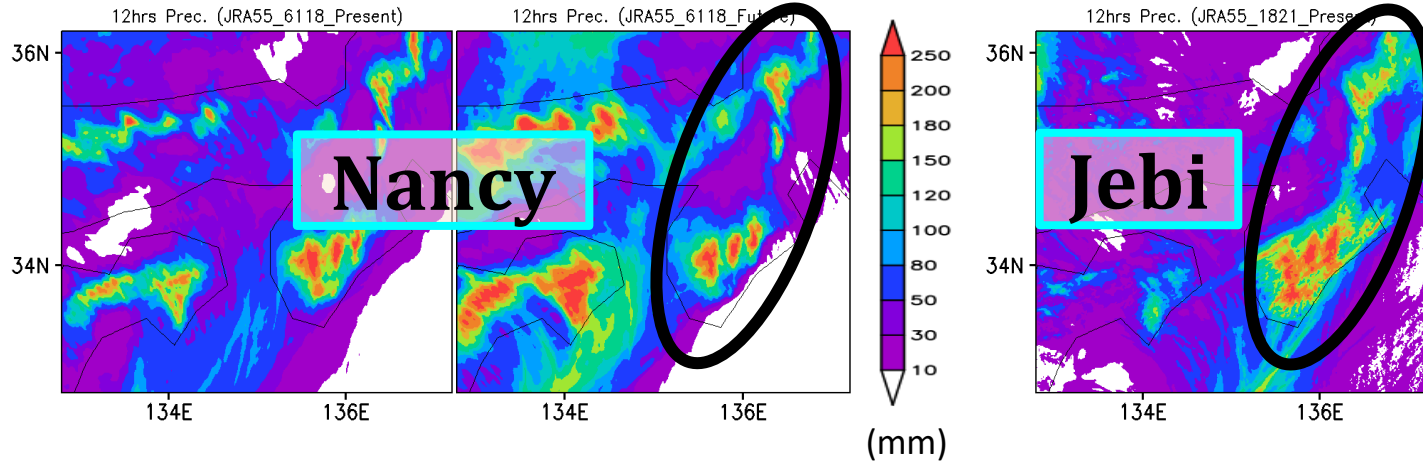 12hrs Prec. (JRA55_6118_Present)
12hrs Prec. (JRA55_6118_Future)
12hrs Prec. (JRA55_1821_Present)
36N
34N
134E
136E
134E
136E
Nancy
250
200
180
150
120
100
80
50
30
10
(mm)
36N
34N
134E
136E
Jebi